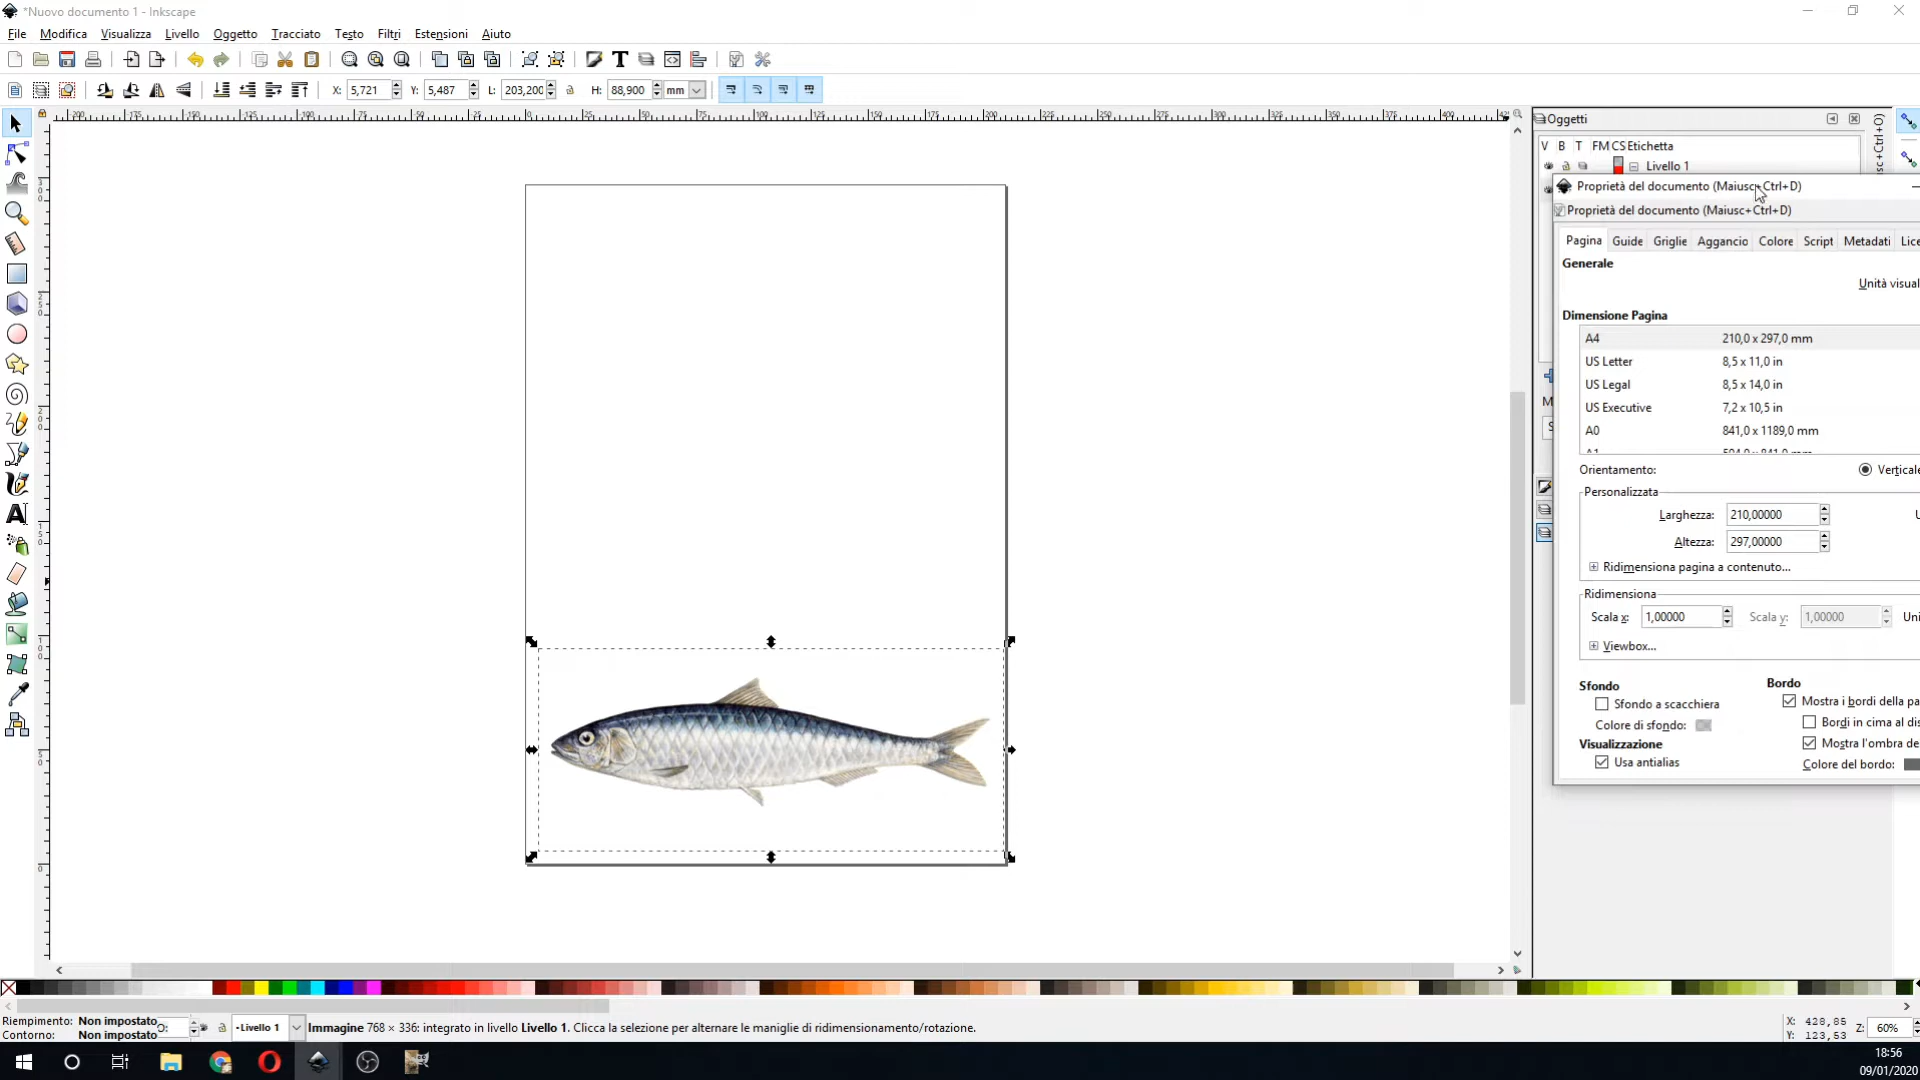 *Nuovo documento 1 - Inkscape
File Modifica Visualizza Livello Oggetto Tracciato Testo Filtri Estensioni Aiuto
X: 5,721 Y: 5,487 L: 203,200 H: 88,900 mm
Oggetti
V B T FM CS Etichetta
Livello 1
Proprietà del documento (Maiusc+Ctrl+D)
Proprietà del documento (Maiusc+Ctrl+D)
Pagina Guide Griglie Aggancio Colore Script Metadati Lice
Generale
Unità visual
Dimensione Pagina
A4 210,0 x 297,0 mm
US Letter 8,5 x 11,0 in
US Legal 8,5 x 14,0 in
US Executive 7,2 x 10,5 in
A0 841,0 x 1189,0 mm
Orientamento: Verticale
Personalizzata
Larghezza: 210,00000
Altezza: 297,00000
Ridimensiona pagina a contenuto...
Ridimensiona
Scala x: 1,00000 Scala y: 1,00000 Uni
Viewbox...
Sfondo
Sfondo a scacchiera
Colore di sfondo:
Visualizzazione
Usa antialias
Bordo
Mostra i bordi della pa
Bordi in cima al dis
Mostra l'ombra de
Colore del bordo:
Riempimento: Non impostato
Contorno: Non impostato
O:
•Livello 1
Immagine 768 × 336: integrato in livello Livello 1. Clicca la selezione per alternare le maniglie di ridimensionamento/rotazione.
X: 428,85
Y: 123,53
Z: 60%
18:56
09/01/2020